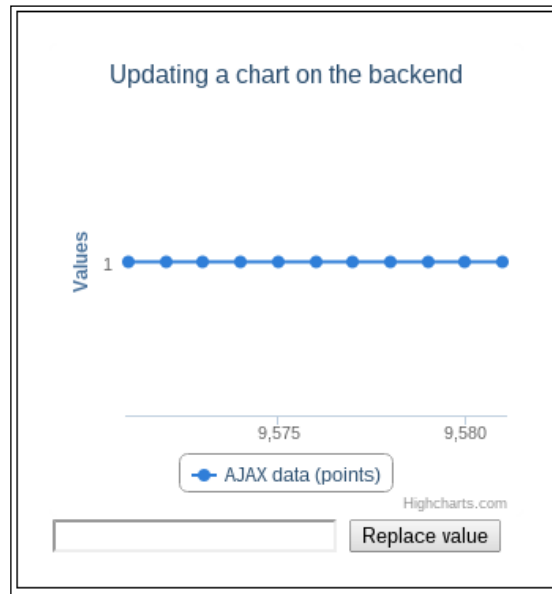 Updating a chart on the backend
Values
1
9,575 9,580
AJAX data (points)
Highcharts.com
Replace value